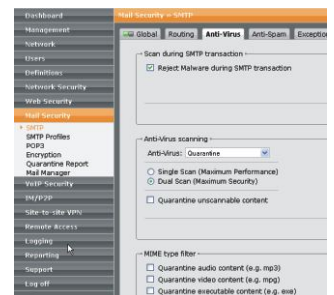 Dashboard
Management
Network
Users
Definitions
Network Security
Web Security
Mail Security
SMTP
SMTP Profiles
POP3
Encryption
Quarantine Report
Mail Manager
VoIP Security
IM/P2P
Site-to-site VPN
Remote Access
Logging
Reporting
Support
Log off
Mail Security » SMTP
Global Routing Anti-Virus Anti-Spam Exception
Scan during SMTP transaction
Reject Malware during SMTP transaction
Anti-Virus scanning
Anti-Virus: Quarantine
Single Scan (Maximum Performance)
Dual Scan (Maximum Security)
Quarantine unscannable content
MIME type filter
Quarantine audio content (e.g. mp3)
Quarantine video content (e.g. mpg)
Quarantine executable content (e.g. exe)